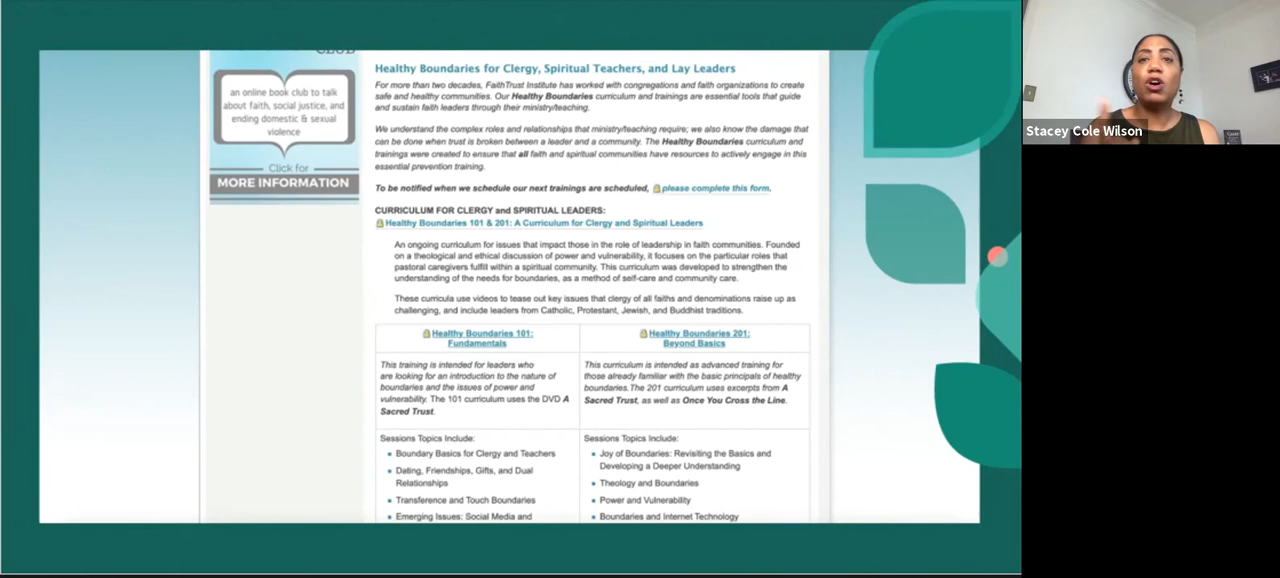 CLUB
an online book club to talk
about faith, social justice, and
ending domestic & sexual
violence
Click for
MORE INFORMATION
Healthy Boundaries for Clergy, Spiritual Teachers, and Lay Leaders
For more than two decades, FaithTrust Institute has worked with congregations and faith organizations to create
safe and healthy communities. Our Healthy Boundaries curriculum and trainings are essential tools that guide
and sustain faith leaders through their ministry/teaching.
We understand the complex roles and relationships that ministry/teaching require; we also know the damage that
can be done when trust is broken between a leader and a community. The Healthy Boundaries curriculum and
trainings were created to ensure that all faith and spiritual communities have resources to actively engage in this
essential prevention training.
To be notified when we schedule our next trainings are scheduled, please complete this form.
CURRICULUM FOR CLERGY and SPIRITUAL LEADERS:
Healthy Boundaries 101 & 201: A Curriculum for Clergy and Spiritual Leaders
An ongoing curriculum for issues that impact those in the role of leadership in faith communities. Founded
on a theological and ethical discussion of power and vulnerability, it focuses on the particular roles that
pastoral caregivers fulfill within a spiritual community. This curriculum was developed to strengthen the
understanding of the needs for boundaries, as a method of self-care and community care.
These curricula use videos to tease out key issues that clergy of all faiths and denominations raise up as
challenging, and include leaders from Catholic, Protestant, Jewish, and Buddhist traditions.
Healthy Boundaries 101:
Fundamentals
This training is intended for leaders who
are looking for an introduction to the nature of
boundaries and the issues of power and
vulnerability. The 101 curriculum uses the DVD A
Sacred Trust.
Sessions Topics Include:
Boundary Basics for Clergy and Teachers
Dating, Friendships, Gifts, and Dual
Relationships
Transference and Touch Boundaries
Emerging Issues: Social Media and
Healthy Boundaries 201:
Beyond Basics
This curriculum is intended as advanced training for
those already familiar with the basic principals of healthy
boundaries. The 201 curriculum uses excerpts from A
Sacred Trust, as well as Once You Cross the Line.
Sessions Topics Include:
Joy of Boundaries: Revisiting the Basics and
Developing a Deeper Understanding
Theology and Boundaries
Power and Vulnerability
Boundaries and Internet Technology
Stacey Cole Wilson